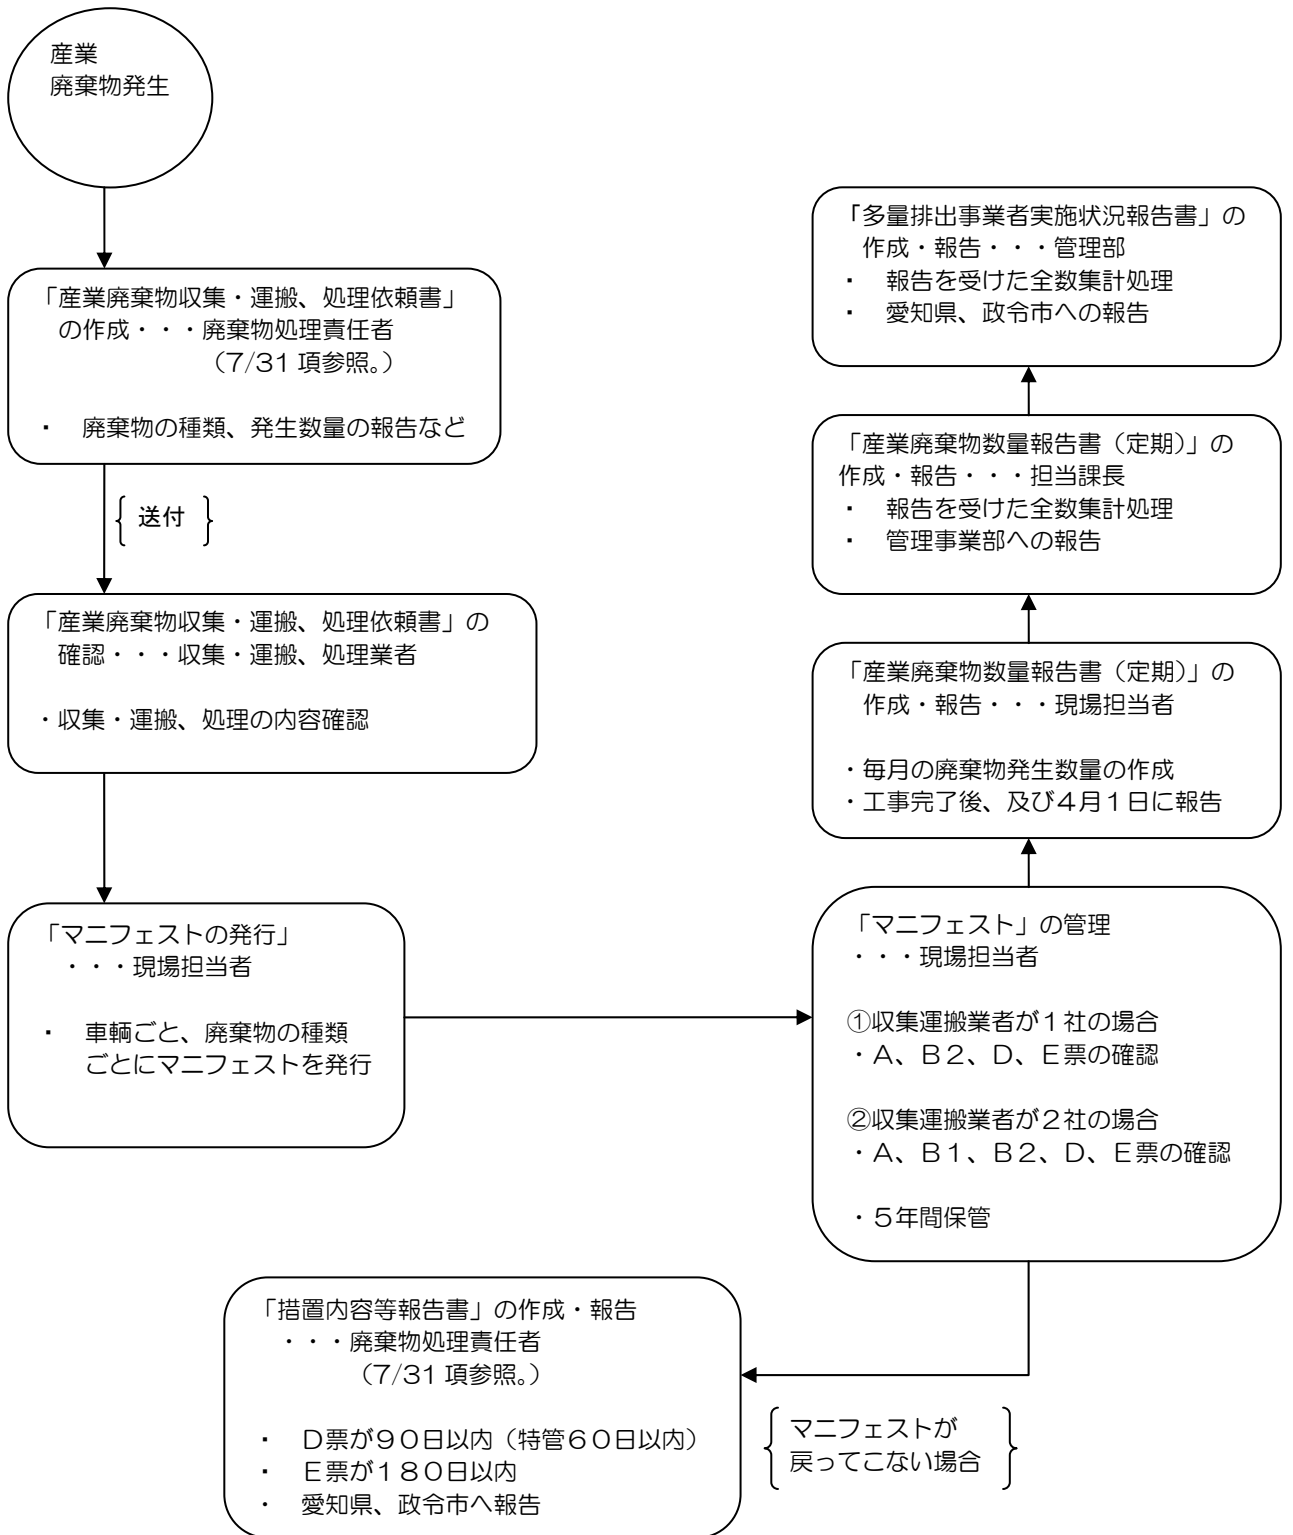 産業
廃棄物発生
「産業廃棄物収集・運搬、処理依頼書」
の作成・・・廃棄物処理責任者
（7/31 項参照。）
・ 廃棄物の種類、発生数量の報告など
送付
「産業廃棄物収集・運搬、処理依頼書」の
確認・・・収集・運搬、処理業者
・収集・運搬、処理の内容確認
「マニフェストの発行」
・・・現場担当者
・ 車輌ごと、廃棄物の種類
ごとにマニフェストを発行
「マニフェスト」の管理
・・・現場担当者
①収集運搬業者が１社の場合
・Ａ、Ｂ２、Ｄ、Ｅ票の確認
②収集運搬業者が２社の場合
・Ａ、Ｂ１、Ｂ２、Ｄ、Ｅ票の確認
・５年間保管
「産業廃棄物数量報告書（定期）」の
作成・報告・・・現場担当者
・毎月の廃棄物発生数量の作成
・工事完了後、及び４月１日に報告
「産業廃棄物数量報告書（定期）」の
作成・報告・・・担当課長
・ 報告を受けた全数集計処理
・ 管理事業部への報告
「多量排出事業者実施状況報告書」の
作成・報告・・・管理部
・ 報告を受けた全数集計処理
・ 愛知県、政令市への報告
マニフェストが
戻ってこない場合
「措置内容等報告書」の作成・報告
・・・廃棄物処理責任者
（7/31 項参照。）
・ Ｄ票が９０日以内（特管６０日以内）
・ Ｅ票が１８０日以内
・ 愛知県、政令市へ報告